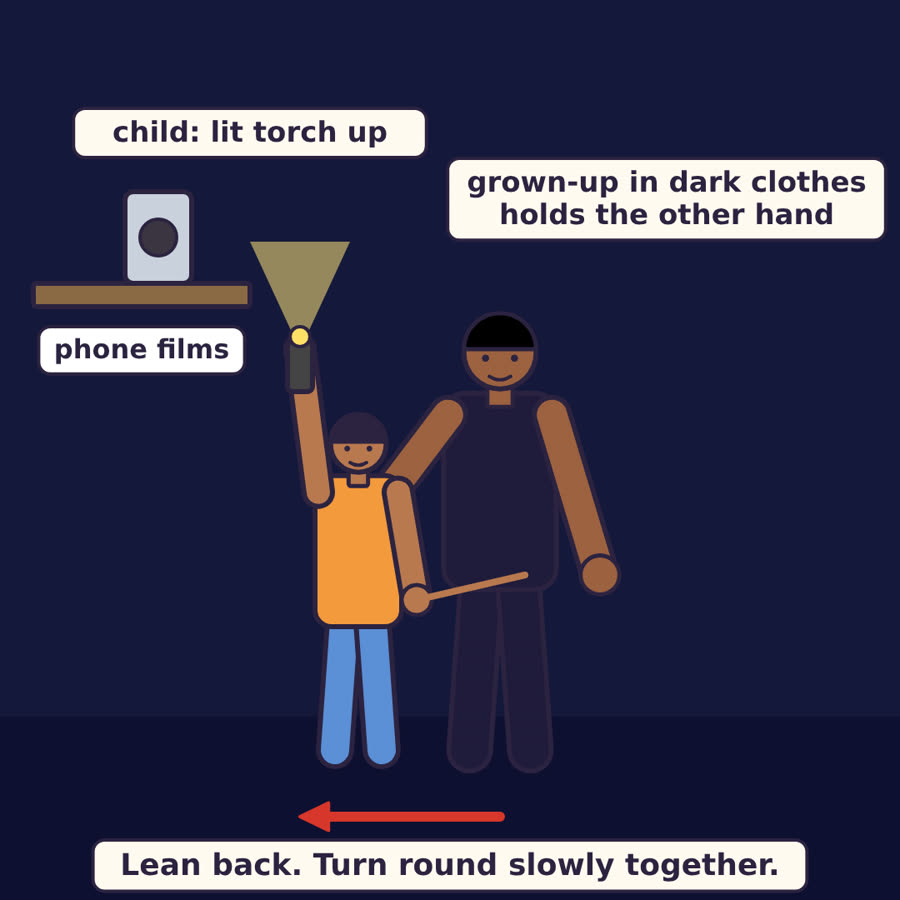 child: lit torch up
grown-up in dark clothes
holds the other hand
phone films
Lean back. Turn round slowly together.